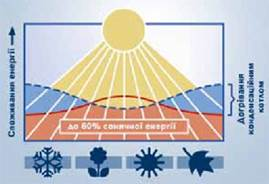 Споживання енергії
до 60% сонячної енергії
Догрівання
конденсаційним
котлом